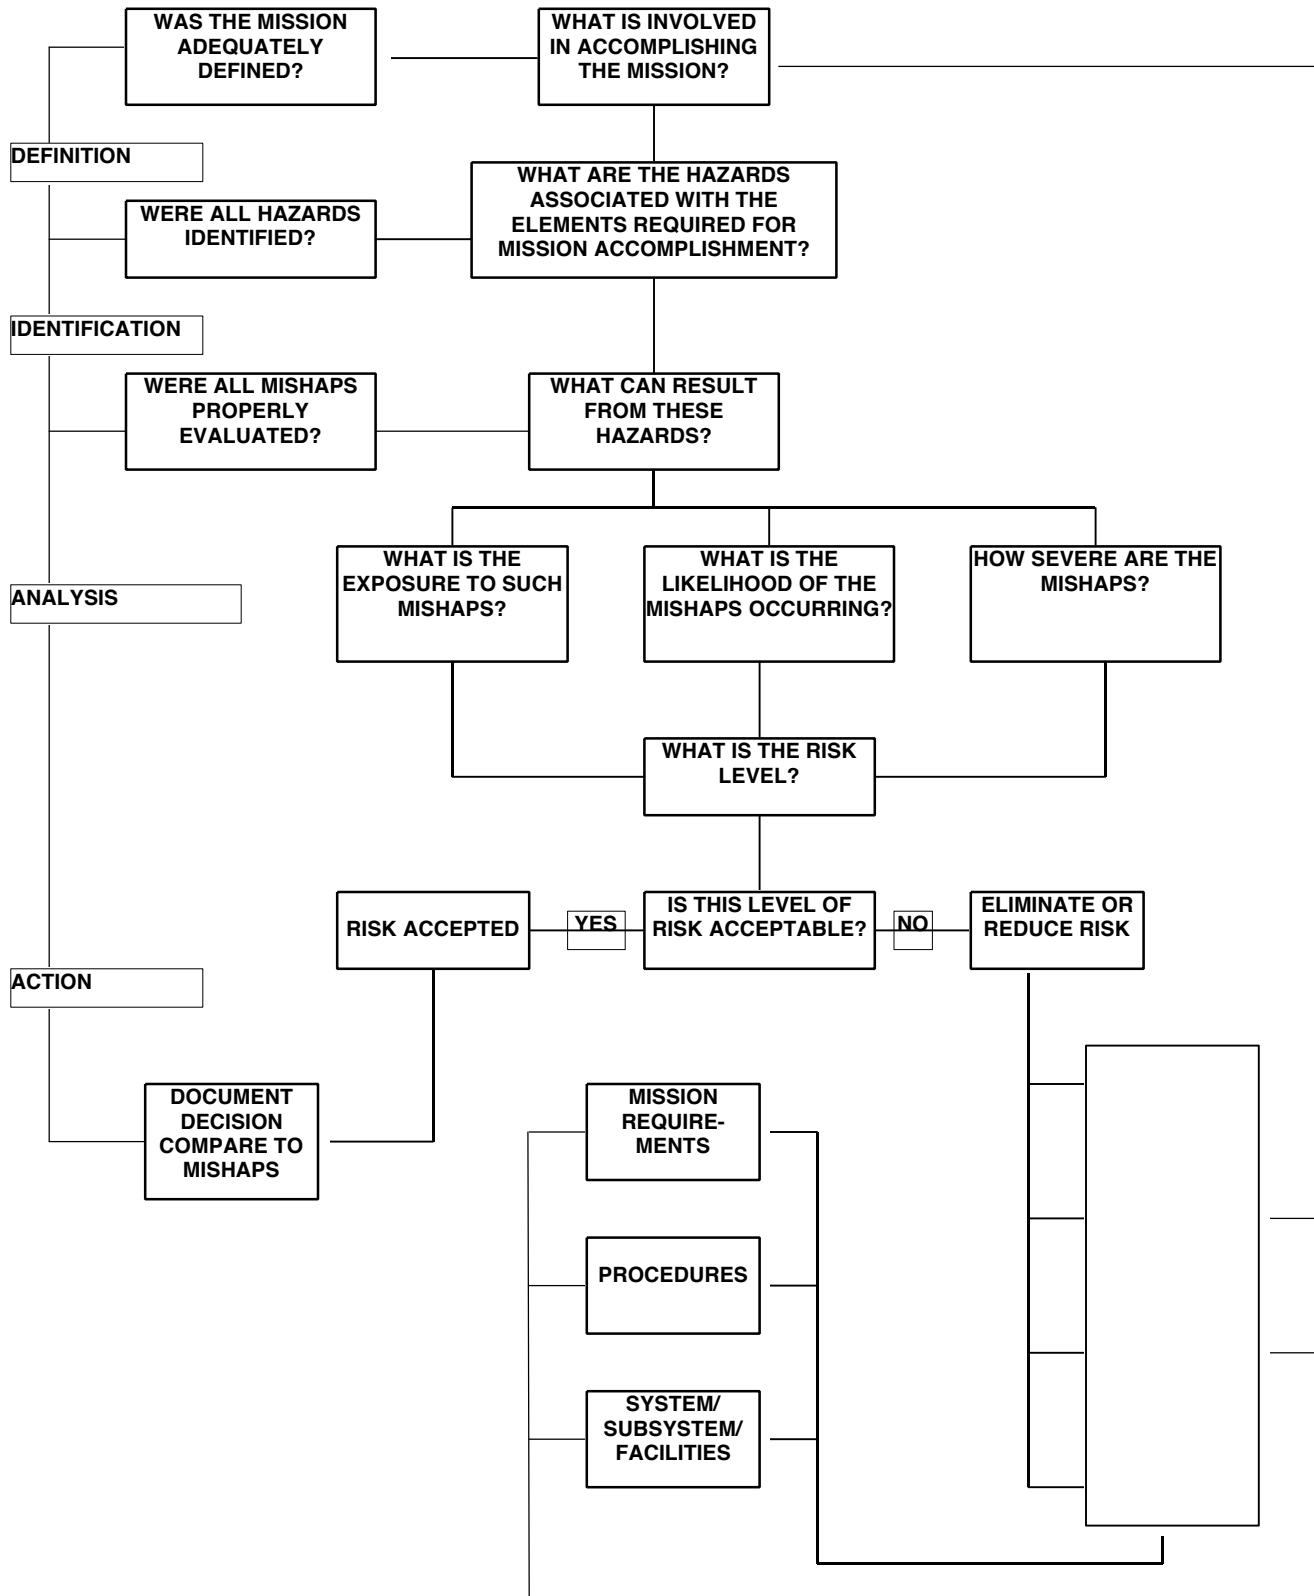 WAS THE MISSION
ADEQUATELY
DEFINED?
WHAT IS INVOLVED
IN ACCOMPLISHING
THE MISSION?
DEFINITION
WERE ALL HAZARDS
IDENTIFIED?
WHAT ARE THE HAZARDS
ASSOCIATED WITH THE
ELEMENTS REQUIRED FOR
MISSION ACCOMPLISHMENT?
IDENTIFICATION
WERE ALL MISHAPS
PROPERLY
EVALUATED?
WHAT CAN RESULT
FROM THESE
HAZARDS?
ANALYSIS
WHAT IS THE
EXPOSURE TO SUCH
MISHAPS?
WHAT IS THE
LIKELIHOOD OF THE
MISHAPS OCCURRING?
HOW SEVERE ARE THE
MISHAPS?
WHAT IS THE RISK
LEVEL?
RISK ACCEPTED
YES
IS THIS LEVEL OF
RISK ACCEPTABLE?
NO
ELIMINATE OR
REDUCE RISK
ACTION
DOCUMENT
DECISION
COMPARE TO
MISHAPS
MISSION
REQUIRE-
MENTS
PROCEDURES
SYSTEM/
SUBSYSTEM/
FACILITIES